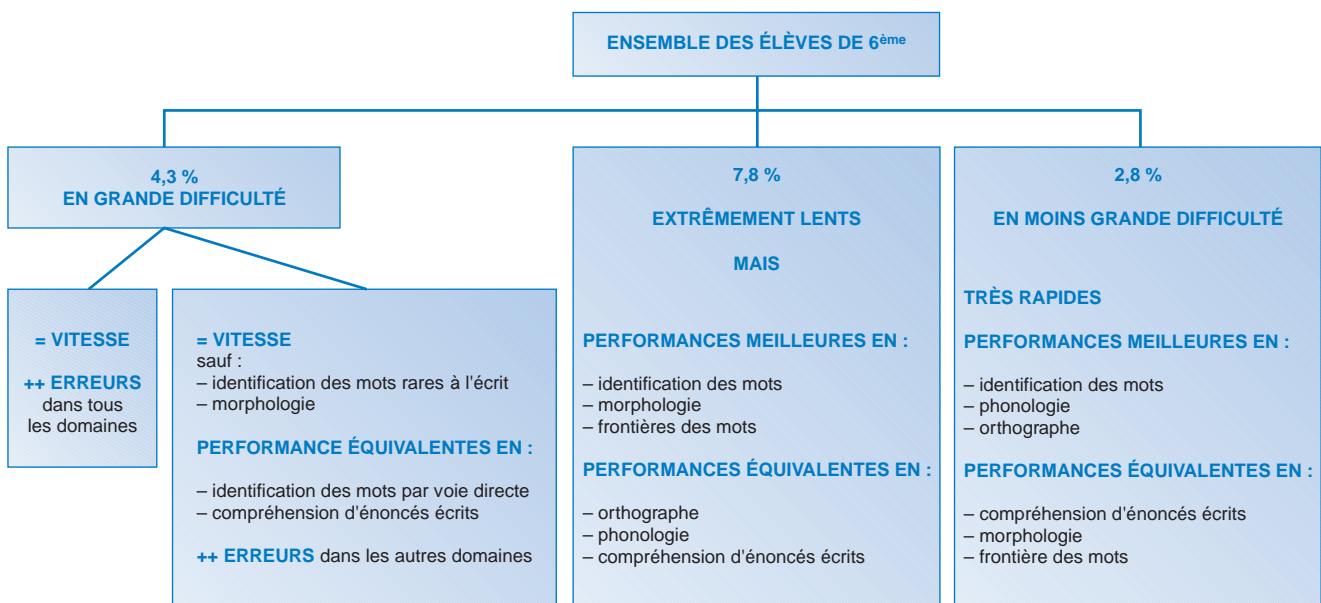 ENSEMBLE DES ÉLÈVES DE 6ème
4,3 %
EN GRANDE DIFFICULTÉ
= VITESSE
++ ERREURS
dans tous
les domaines
= VITESSE
sauf :
– identification des mots rares à l'écrit
– morphologie
PERFORMANCE ÉQUIVALENTES EN :
– identification des mots par voie directe
– compréhension d'énoncés écrits
++ ERREURS dans les autres domaines
7,8 %
EXTRÊMEMENT LENTS
MAIS
PERFORMANCES MEILLEURES EN :
– identification des mots
– morphologie
– frontières des mots
PERFORMANCES ÉQUIVALENTES EN :
– orthographe
– phonologie
– compréhension d'énoncés écrits
2,8 %
EN MOINS GRANDE DIFFICULTÉ
TRÈS RAPIDES
PERFORMANCES MEILLEURES EN :
– identification des mots
– phonologie
– orthographe
PERFORMANCES ÉQUIVALENTES EN :
– compréhension d'énoncés écrits
– morphologie
– frontière des mots